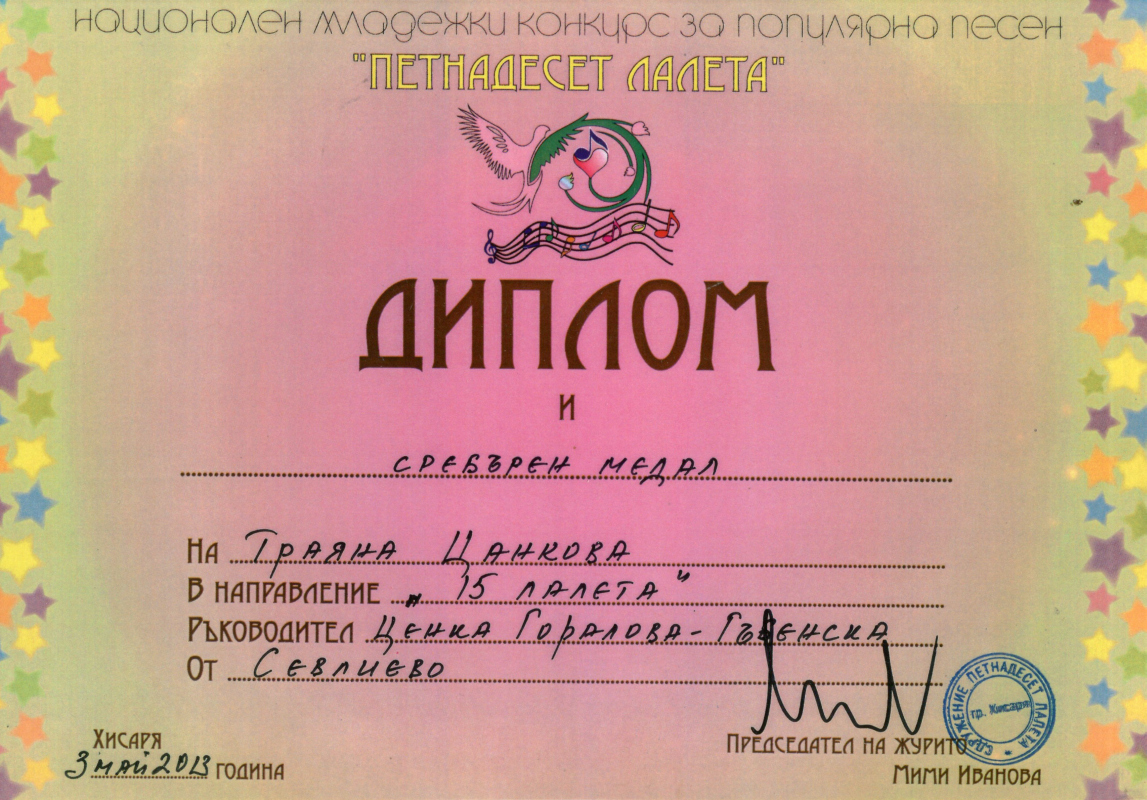 национален младежки конкурс за популярна песен
"ПЕТНАДЕСЕТ ЛАЛЕТА"
ДИПЛОМ
И
СРЕБЪРЕН МЕДАЛ
НА ТРАЯНА ЦАНКОВА
В НАПРАВЛЕНИЕ „15 ЛАЛЕТА"
РЪКОВОДИТЕЛ ЦЕНКА ГОРАЛОВА-ГЪБЕНСКА
ОТ СЕВЛИЕВО
СДРУЖЕНИЕ ПЕТНАДЕСЕТ ЛАЛЕТА
гр. Хисаря
ПРЕДСЕДАТЕЛ НА ЖУРИТО
МИМИ ИВАНОВА
ХИСАРЯ
3 МАЙ 2013 ГОДИНА